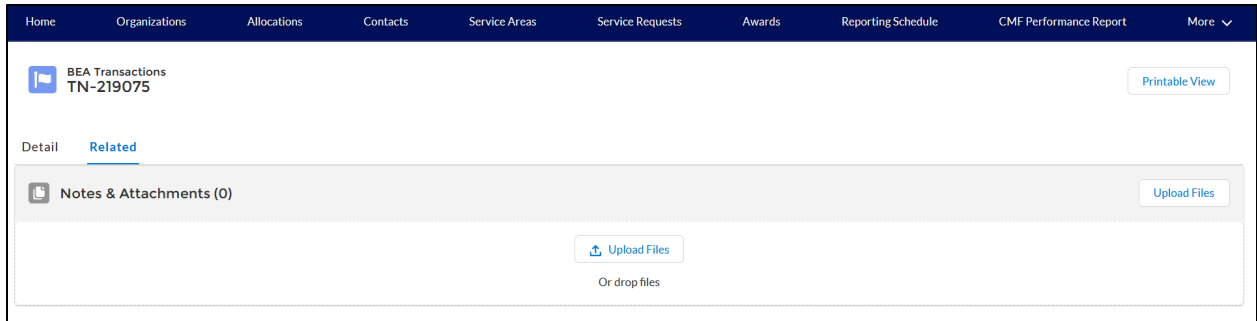 Home Organizations Allocations Contacts Service Areas Service Requests Awards Reporting Schedule CMF Performance Report More
BEA Transactions
TN-219075
Printable View
Detail Related
Notes & Attachments (0)
Upload Files
Upload Files
Or drop files